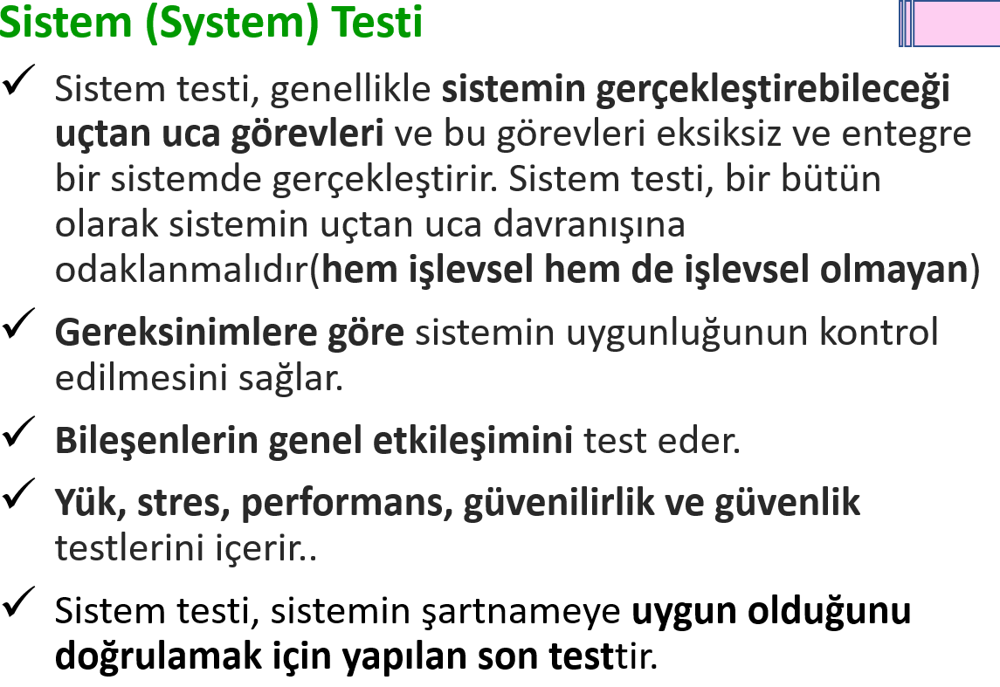 Sistem (System) Testi
✓ Sistem testi, genellikle sistemin gerçekleştirebileceği
uçtan uca görevleri ve bu görevleri eksiksiz ve entegre
bir sistemde gerçekleştirir. Sistem testi, bir bütün
olarak sistemin uçtan uca davranışına
odaklanmalıdır(hem işlevsel hem de işlevsel olmayan)
✓ Gereksinimlere göre sistemin uygunluğunun kontrol
edilmesini sağlar.
✓ Bileşenlerin genel etkileşimini test eder.
✓ Yük, stres, performans, güvenilirlik ve güvenlik
testlerini içerir..
✓ Sistem testi, sistemin şartnameye uygun olduğunu
doğrulamak için yapılan son testtir.